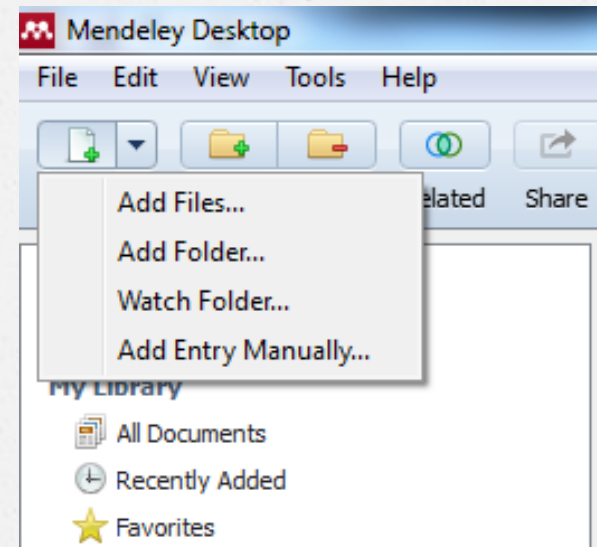 Mendeley Desktop
File Edit View Tools Help
Share
Add Files...
Add Folder...
Watch Folder...
Add Entry Manually...
My Library
All Documents
Recently Added
Favorites